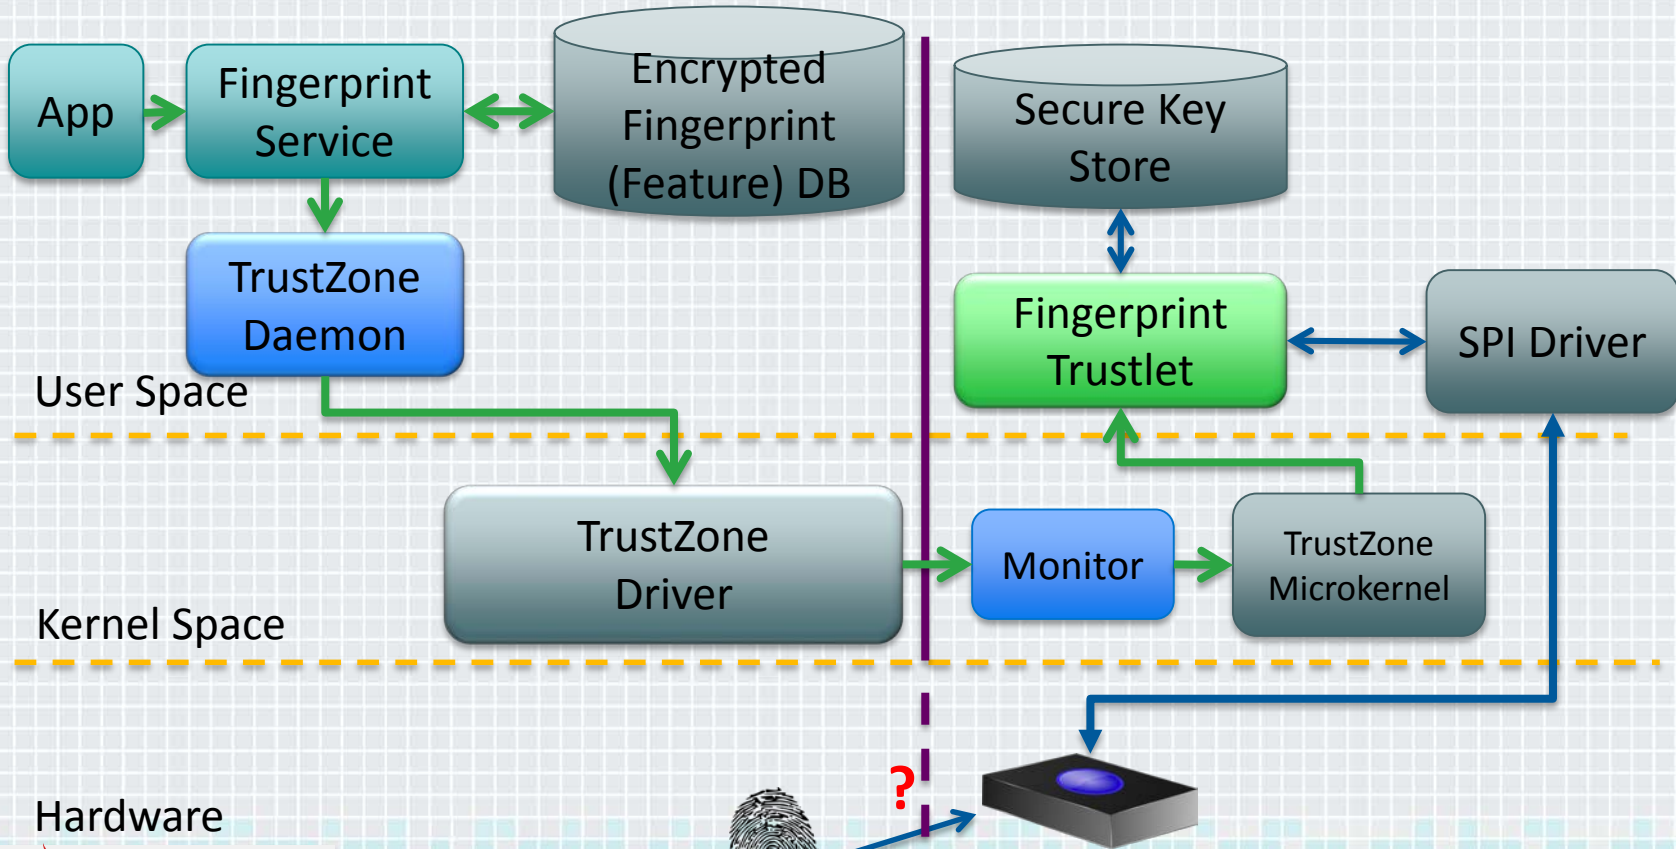 App
Fingerprint
Service
Encrypted
Fingerprint
(Feature) DB
Secure Key
Store
TrustZone
Daemon
Fingerprint
Trustlet
SPI Driver
User Space
TrustZone
Driver
Monitor
TrustZone
Microkernel
Kernel Space
?
Hardware